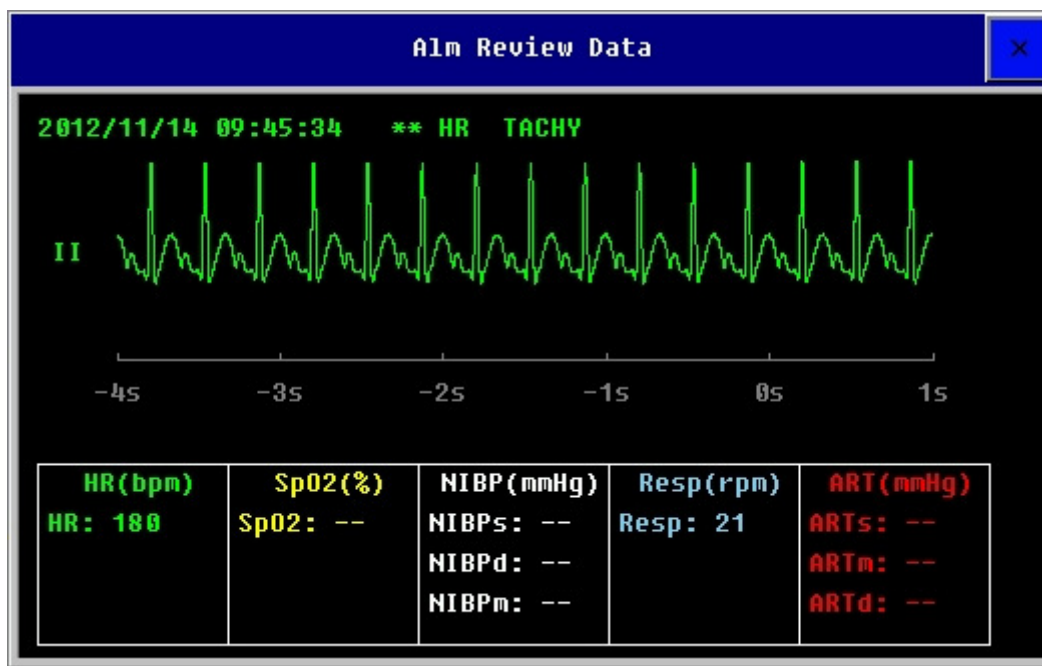 Alm Review Data
×
2012/11/14 09:45:34 ** HR TACHY
II
-4s -3s -2s -1s 0s 1s
HR(bpm) SpO2(%) NIBP(mmHg) Resp(rpm) ART(mmHg)
HR: 180 SpO2: -- NIBPs: -- Resp: 21 ARTs: --
NIBPd: -- ARTm: --
NIBPm: -- ARTd: --